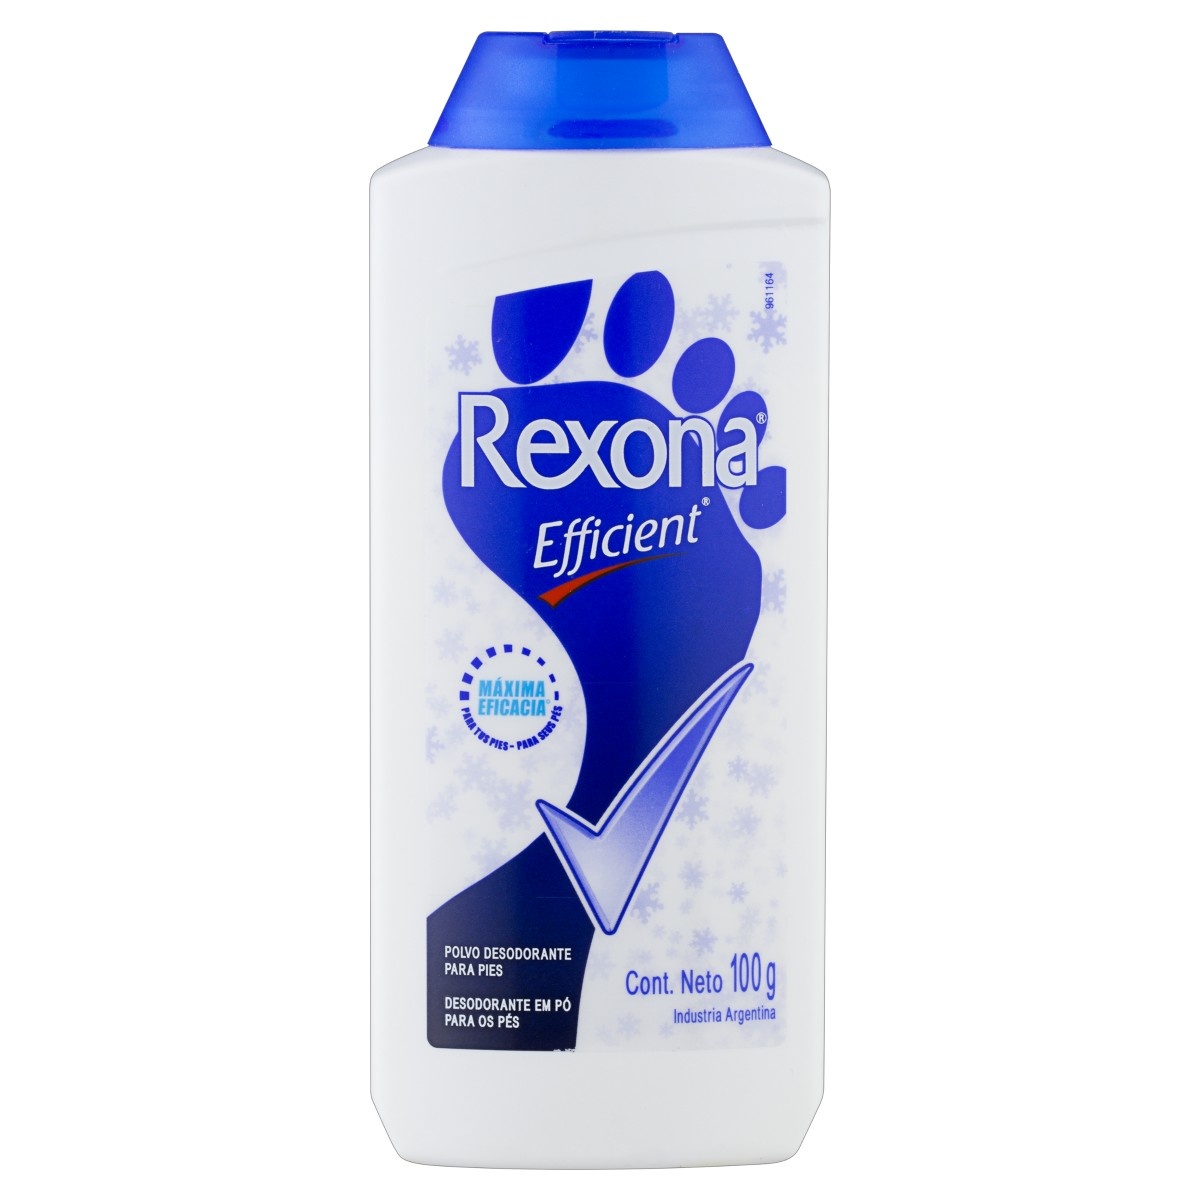 961164
Rexona®
Efficient®
MÁXIMA
EFICACIA®
PARA TUS PIES - PARA SEUS PÉS
POLVO DESODORANTE
PARA PIES
DESODORANTE EM PÓ
PARA OS PÉS
Cont. Neto 100 g
Industria Argentina